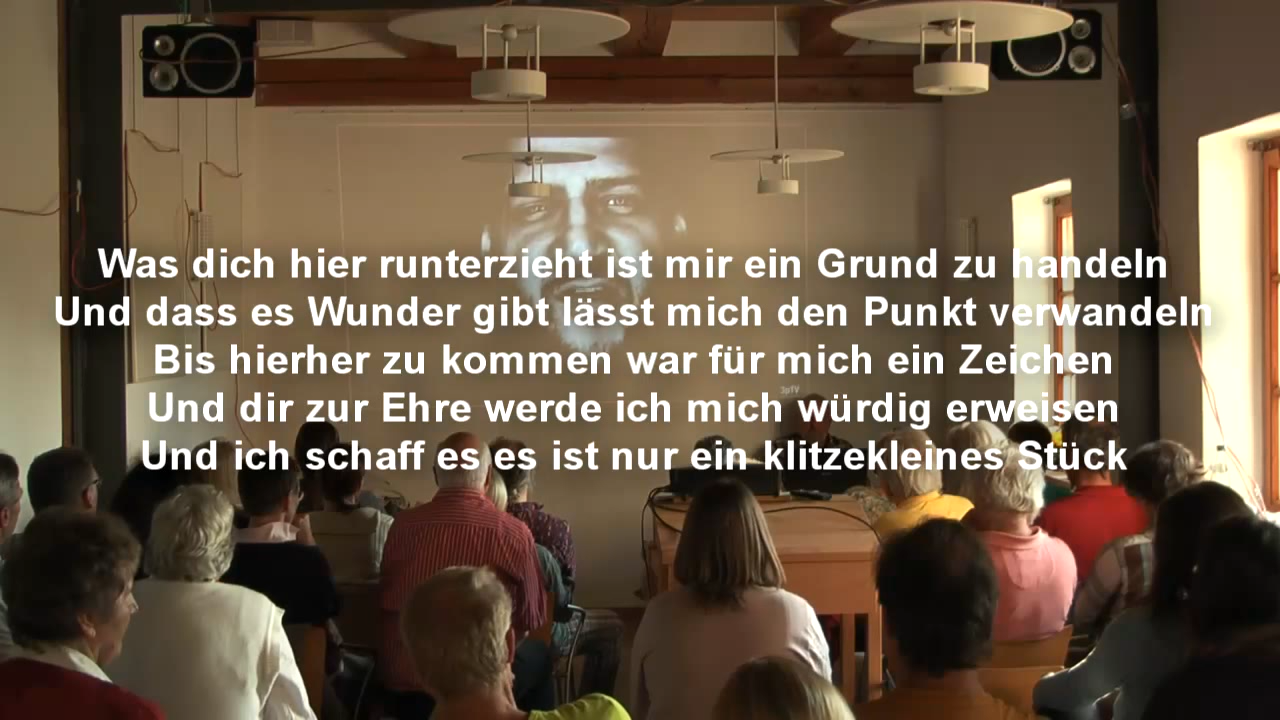 Was dich hier runterzieht ist mir ein Grund zu handeln
Und dass es Wunder gibt lässt mich den Punkt verwandeln
Bis hierher zu kommen war für mich ein Zeichen
Und dir zur Ehre werde ich mich würdig erweisen
Und ich schaff es es ist nur ein klitzekleines Stück